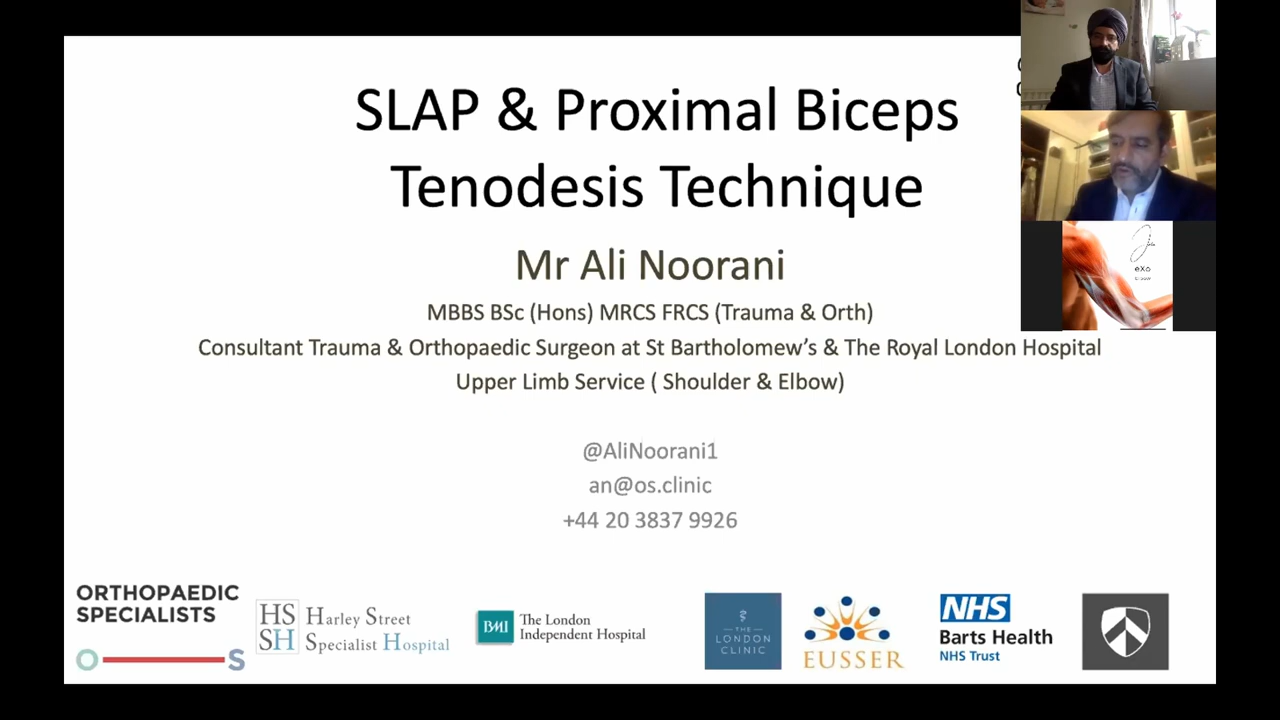 SLAP & Proximal Biceps
Tenodesis Technique
Mr Ali Noorani
MBBS BSc (Hons) MRCS FRCS (Trauma & Orth)
Consultant Trauma & Orthopaedic Surgeon at St Bartholomew’s & The Royal London Hospital
Upper Limb Service ( Shoulder & Elbow)
@AliNoorani1
an@os.clinic
+44 20 3837 9926
eXo
ORTHOPAEDIC
SPECIALISTS
O S
HS
SH
Harley Street
Specialist Hospital
BMI
The London
Independent Hospital
THE
LONDON
CLINIC
EUSSER
NHS
Barts Health
NHS Trust